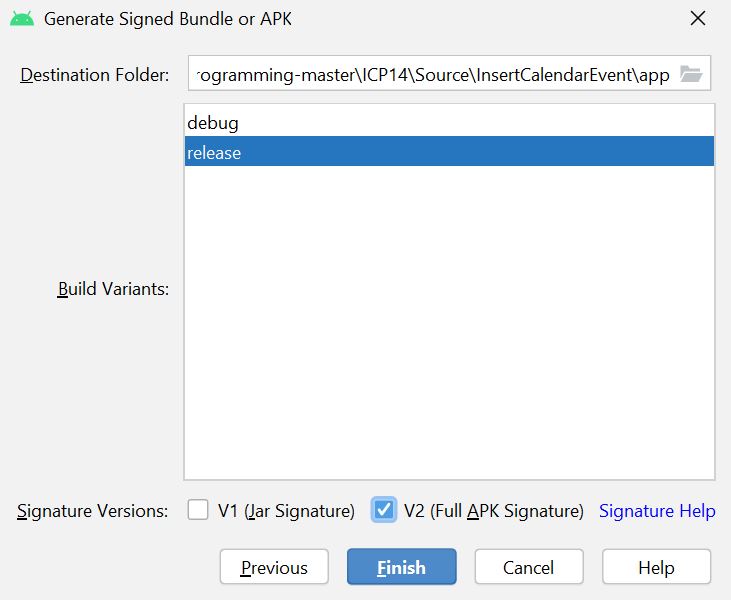 Generate Signed Bundle or APK
Destination Folder: rogramming-master\ICP14\Source\InsertCalendarEvent\app
debug
release
Build Variants:
Signature Versions: V1 (Jar Signature) V2 (Full APK Signature) Signature Help
Previous Finish Cancel Help